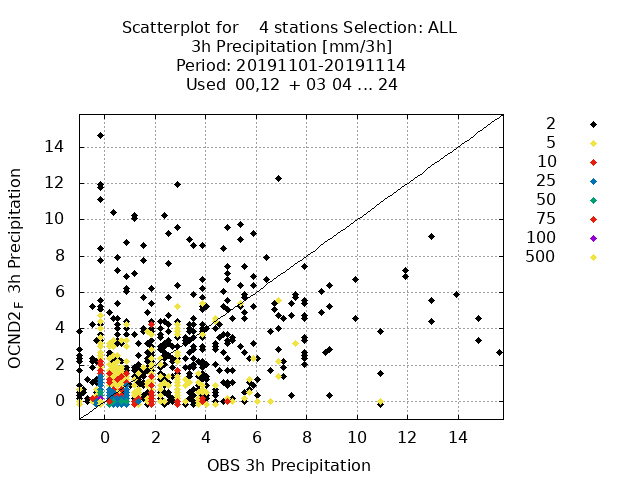 Scatterplot for    4 stations Selection: ALL
3h Precipitation [mm/3h]
Period: 20191101-20191114
Used  00,12  + 03 04 ... 24
OCND2_F  3h Precipitation
14
12
10
8
6
4
2
0
0 2 4 6 8 10 12 14
OBS 3h Precipitation
2
5
10
25
50
75
100
500